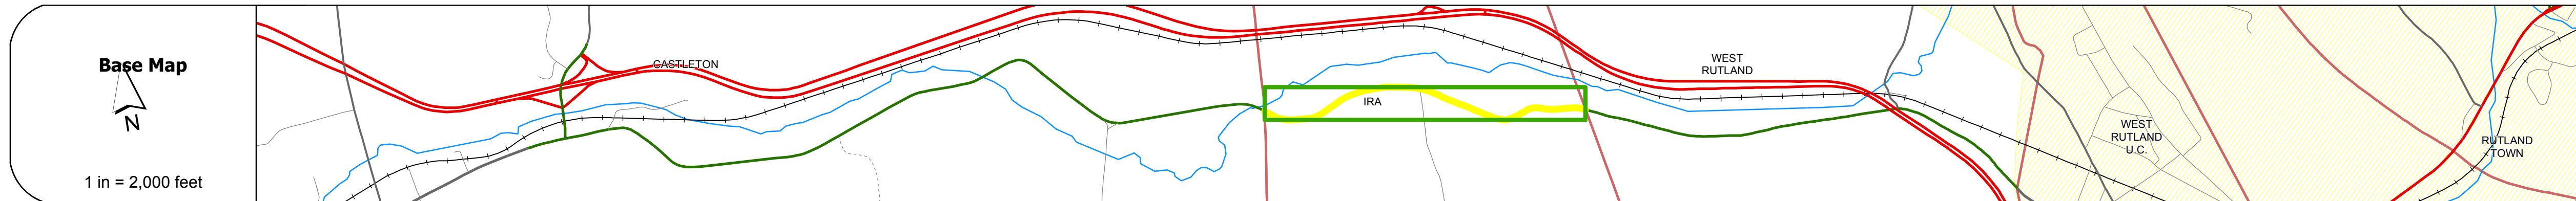 Base Map
N
1 in = 2,000 feet
CASTLETON
IRA
WEST
RUTLAND
WEST
RUTLAND
U.C.
RUTLAND
TOWN